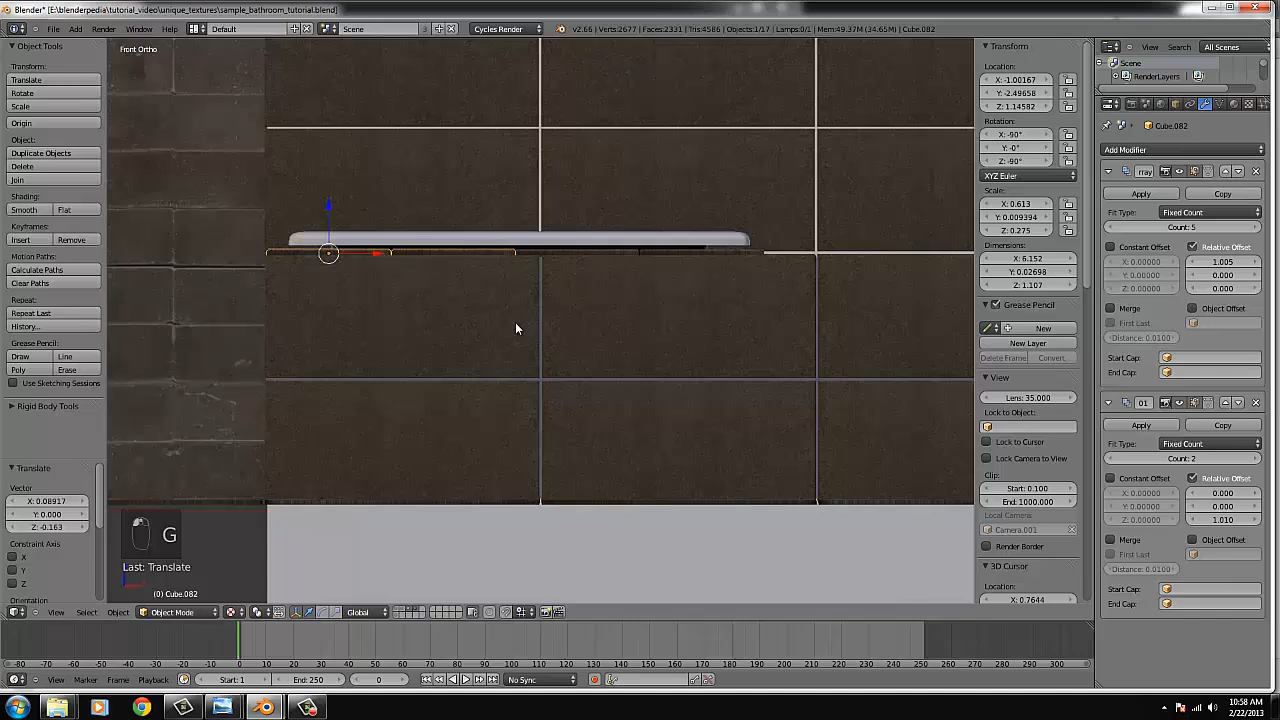 Blender* [E:\blenderpedia\tutorial_video\unique_textures\sample_bathroom_tutorial.blend]
File Add Render Window Help Default Scene 3 Cycles Render v2.66 | Verts:2677 | Faces:2331 | Tris:4586 | Objects:1/17 | Lamps:0/1 | Mem:49.37M (34.65M) | Cube.082
View Search All Scenes
Object Tools
Front Ortho
Transform
Scene
RenderLayers
Transform:
Translate
Rotate
Scale
Origin
Object:
Duplicate Objects
Delete
Join
Shading:
Smooth Flat
Keyframes:
Insert Remove
Motion Paths:
Calculate Paths
Clear Paths
Repeat:
Repeat Last
History...
Grease Pencil:
Draw Line
Poly Erase
Use Sketching Sessions
Rigid Body Tools
Translate
Vector
X: 0.08917
Y: 0.000
Z: -0.163
Constraint Axis
X
Y
Z
Orientation
G
Last: Translate
(0) Cube.082
Location:
X: -1.00167
Y: -2.49658
Z: 1.14582
Rotation:
X: -90°
Y: -0°
Z: -90°
XYZ Euler
Scale:
X: 0.613
Y: 0.009394
Z: 0.275
Dimensions:
X: 6.152
Y: 0.02698
Z: 1.107
Grease Pencil
New
New Layer
Delete Frame Convert
View
Lens: 35.000
Lock to Object:
Lock to Cursor
Lock Camera to View
Clip:
Start: 0.100
End: 1000.000
Local Camera:
Camera.001
Render Border
3D Cursor
Location:
X: 0.7644
Cube.082
Add Modifier
rray
Apply Copy
Fit Type: Fixed Count
Count: 5
Constant Offset Relative Offset
X: 0.00000 1.005
Y: 0.00000 0.000
Z: 0.00000 0.000
Merge Object Offset
First Last
Distance: 0.0100
Start Cap:
End Cap:
01
Apply Copy
Fit Type: Fixed Count
Count: 2
Constant Offset Relative Offset
X: 0.00000 0.000
Y: 0.00000 0.000
Z: 0.00000 1.010
Merge Object Offset
First Last
Distance: 0.0100
Start Cap:
End Cap:
View Select Object Object Mode Global
-80 -70 -60 -50 -40 -30 -20 -10 0 10 20 30 40 50 60 70 80 90 100 110 120 130 140 150 160 170 180 190 200 210 220 230 240 250 260 270 280 290 300
View Marker Frame Playback Start: 1 End: 250 0 No Sync
10:58 AM
2/22/2013